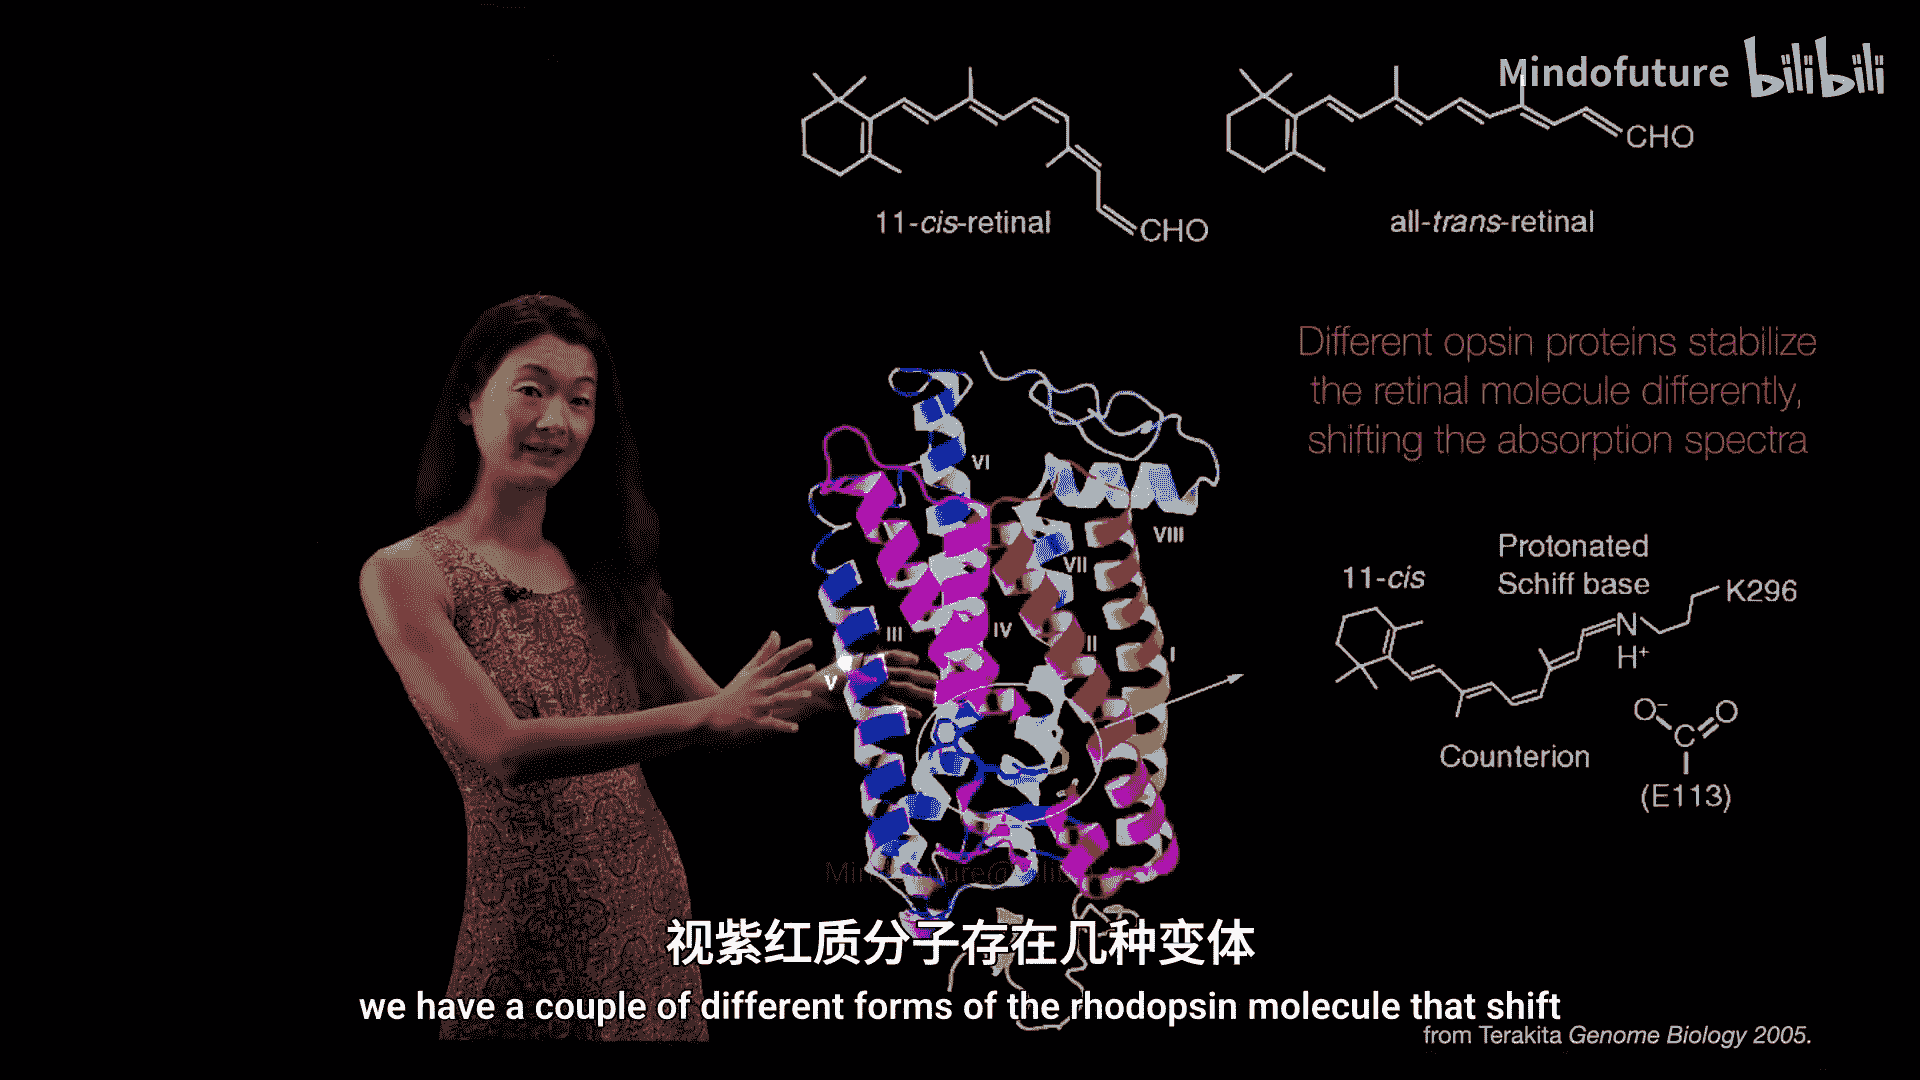 Mindofuture bilibili
CHO
CHO
11-cis-retinal
all-trans-retinal
Different opsin proteins stabilize
the retinal molecule differently,
shifting the absorption spectra
VI
VIII
VII
III
IV
II
I
V
11-cis
Protonated
Schiff base
K296
N
H+
O−
O
C
Counterion
(E113)
视紫红质分子存在几种变体
we have a couple of different forms of the rhodopsin molecule that shift
from Terakita Genome Biology 2005.